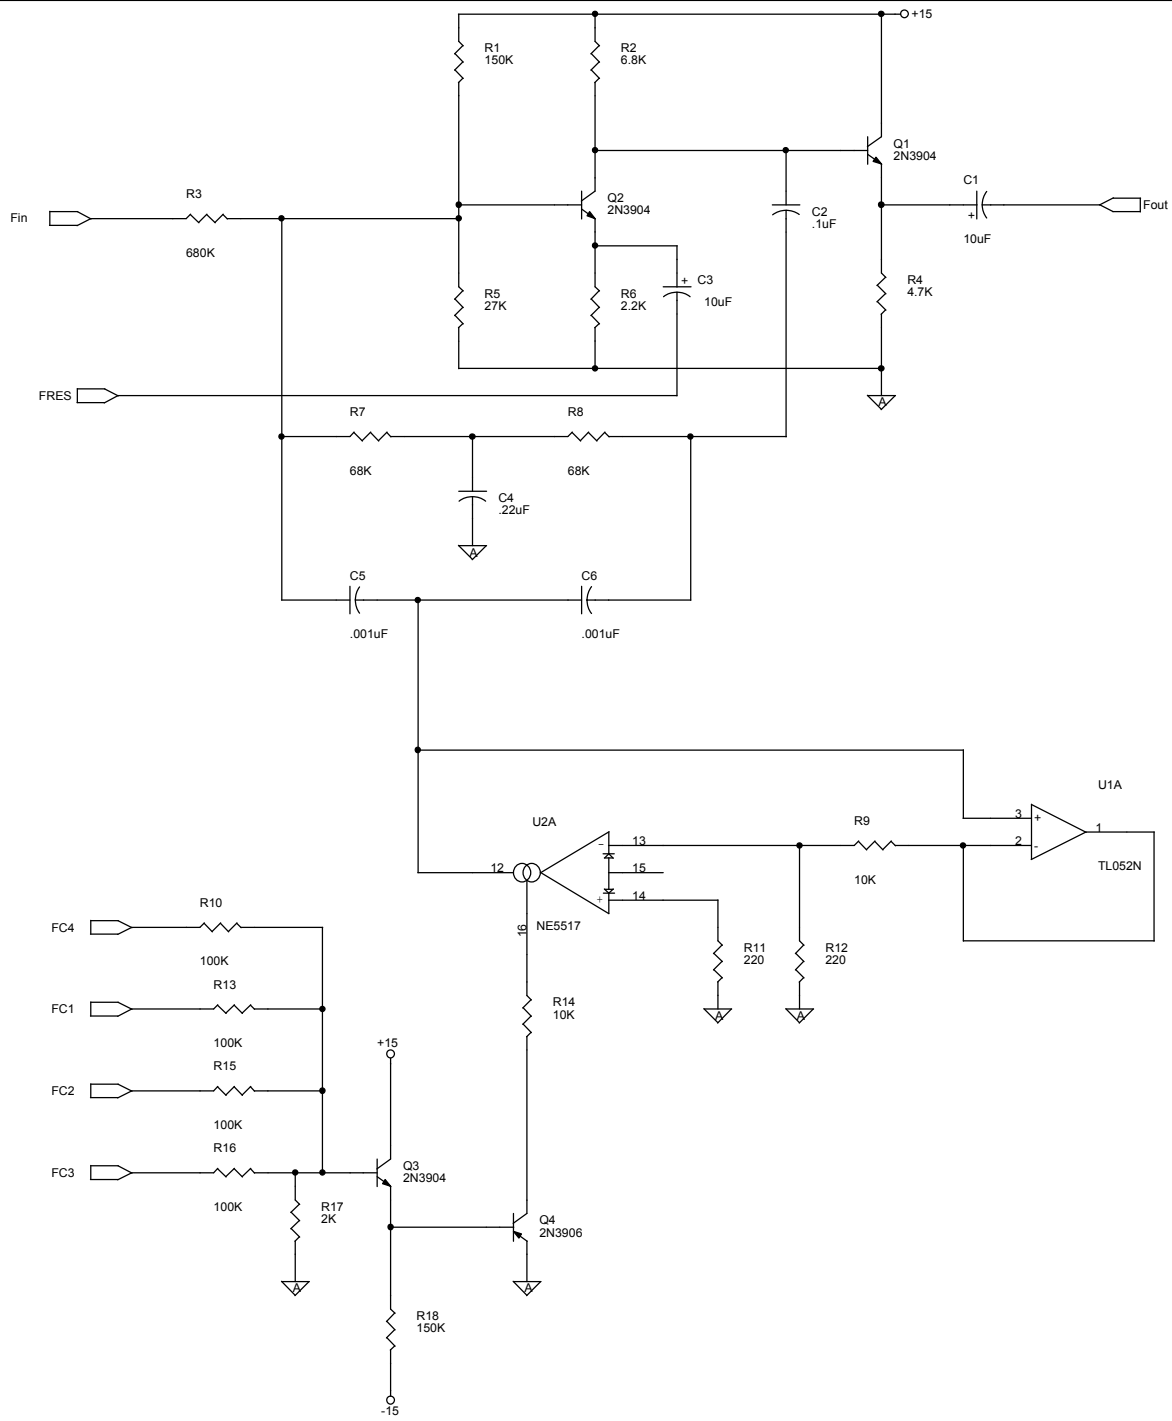 +15
R1
150K
R2
6.8K
Q1
2N3904
R3
680K
Fin
Q2
2N3904
C1
+
10uF
Fout
C2
.1uF
R5
27K
R6
2.2K
+
C3
10uF
R4
4.7K
A
FRES
R7
68K
R8
68K
C4
.22uF
A
C5
.001uF
C6
.001uF
U1A
3
+
2
-
1
TL052N
U2A
12
13
−
15
14
+
16
NE5517
R9
10K
R11
220
A
R12
220
A
R10
FC4
100K
R13
FC1
100K
R14
10K
+15
R15
FC2
100K
R16
FC3
100K
Q3
2N3904
R17
2K
A
Q4
2N3906
A
R18
150K
-15